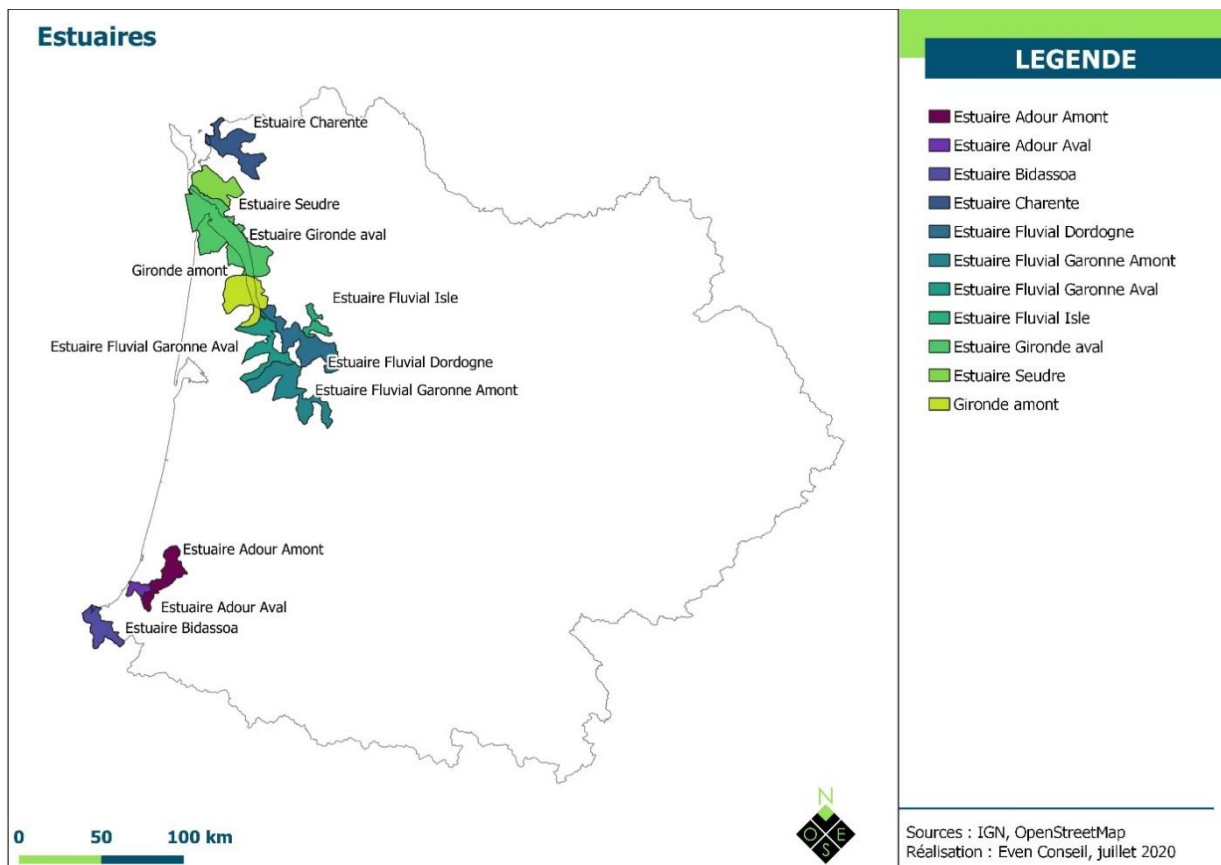 Estuaires
Estuaire Charente
Estuaire Seudre
Estuaire Gironde aval
Gironde amont
Estuaire Fluvial Isle
Estuaire Fluvial Garonne Aval
Estuaire Fluvial Dordogne
Estuaire Fluvial Garonne Amont
Estuaire Adour Amont
Estuaire Adour Aval
Estuaire Bidassoa
0 50 100 km
N
O E
S
LEGENDE
Estuaire Adour Amont
Estuaire Adour Aval
Estuaire Bidassoa
Estuaire Charente
Estuaire Fluvial Dordogne
Estuaire Fluvial Garonne Amont
Estuaire Fluvial Garonne Aval
Estuaire Fluvial Isle
Estuaire Gironde aval
Estuaire Seudre
Gironde amont
Sources : IGN, OpenStreetMap
Réalisation : Even Conseil, juillet 2020